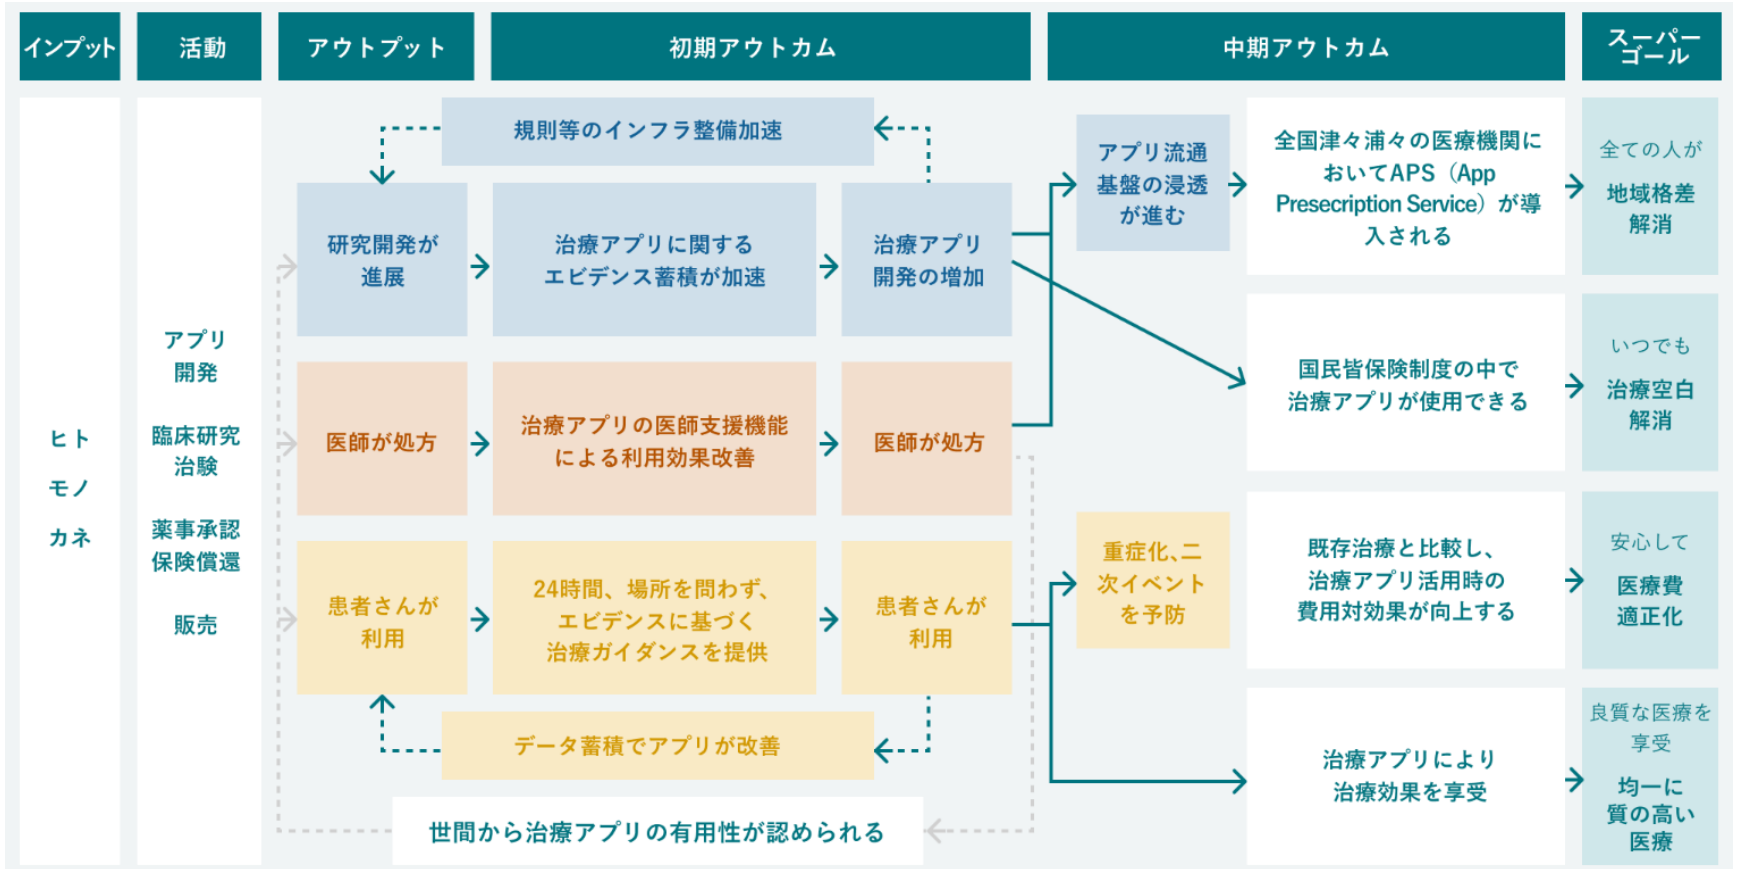 インプット
活動
アウトプット
初期アウトカム
中期アウトカム
スーパー
ゴール
ヒト
モノ
カネ
アプリ
開発
臨床研究
治験
薬事承認
保険償還
販売
規則等のインフラ整備加速
研究開発が
進展
治療アプリに関する
エビデンス蓄積が加速
治療アプリ
開発の増加
医師が処方
治療アプリの医師支援機能
による利用効果改善
医師が処方
患者さんが
利用
24時間、場所を問わず、
エビデンスに基づく
治療ガイダンスを提供
患者さんが
利用
データ蓄積でアプリが改善
世間から治療アプリの有用性が認められる
アプリ流通
基盤の浸透
が進む
全国津々浦々の医療機関に
おいてAPS（App
Presecription Service）が導
入される
国民皆保険制度の中で
治療アプリが使用できる
重症化、二
次イベント
を予防
既存治療と比較し、
治療アプリ活用時の
費用対効果が向上する
治療アプリにより
治療効果を享受
全ての人が
地域格差
解消
いつでも
治療空白
解消
安心して
医療費
適正化
良質な医療を
享受
均一に
質の高い
医療